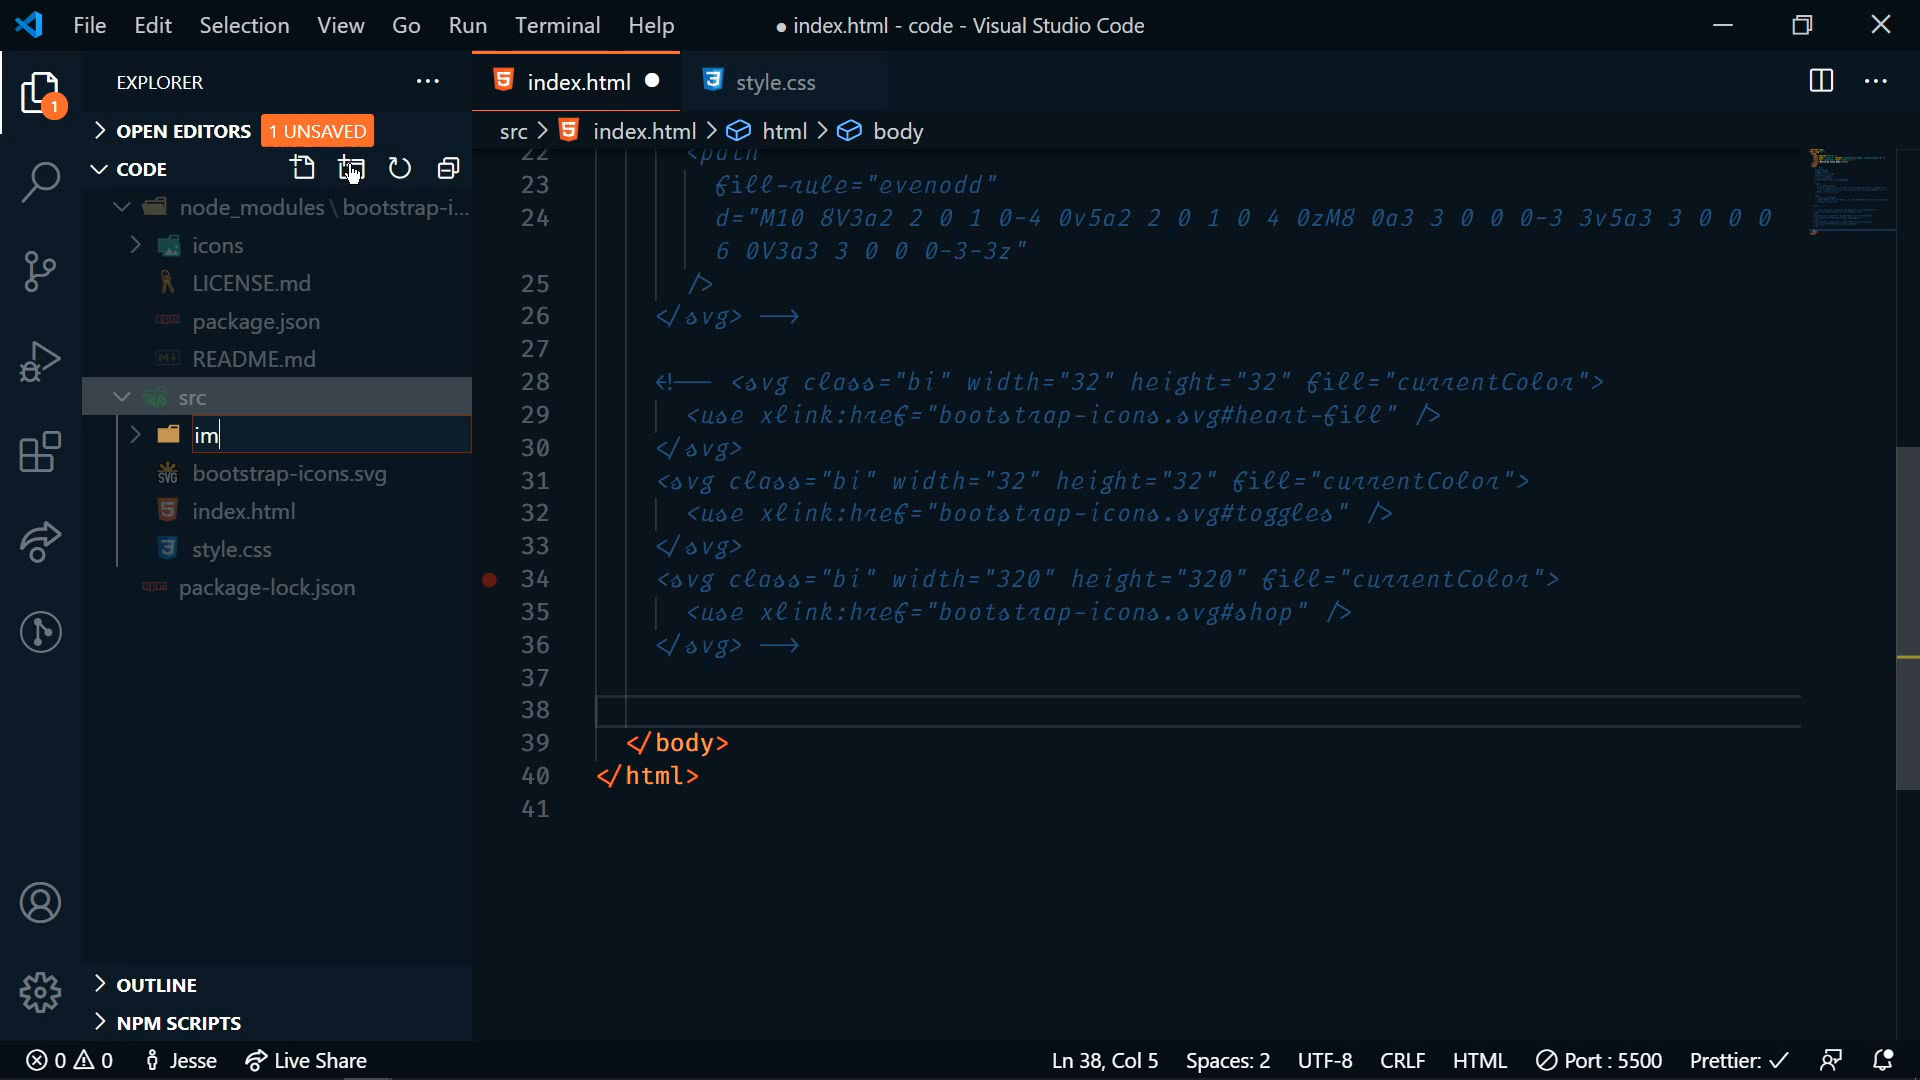 File Edit Selection View Go Run Terminal Help ● index.html - code - Visual Studio Code
EXPLORER
1
index.html
style.css
OPEN EDITORS 1 UNSAVED
src > index.html > html > body
CODE
node_modules \ bootstrap-i...
icons
LICENSE.md
package.json
README.md
src
im
bootstrap-icons.svg
index.html
style.css
package-lock.json
OUTLINE
NPM SCRIPTS
22 <path
23 fill-rule="evenodd"
24 d="M10 8V3a2 2 0 1 0-4 0v5a2 2 0 1 0 4 0zM8 0a3 3 0 0 0-3 3v5a3 3 0 0 0
6 0V3a3 3 0 0 0-3-3z"
25 />
26 </svg> -->
27
28 <!-- <svg class="bi" width="32" height="32" fill="currentColor">
29 <use xlink:href="bootstrap-icons.svg#heart-fill" />
30 </svg>
31 <svg class="bi" width="32" height="32" fill="currentColor">
32 <use xlink:href="bootstrap-icons.svg#toggles" />
33 </svg>
34 <svg class="bi" width="320" height="320" fill="currentColor">
35 <use xlink:href="bootstrap-icons.svg#shop" />
36 </svg> -->
37
38
39 </body>
40 </html>
41
0 0 Jesse Live Share Ln 38, Col 5 Spaces: 2 UTF-8 CRLF HTML Port : 5500 Prettier: ✓